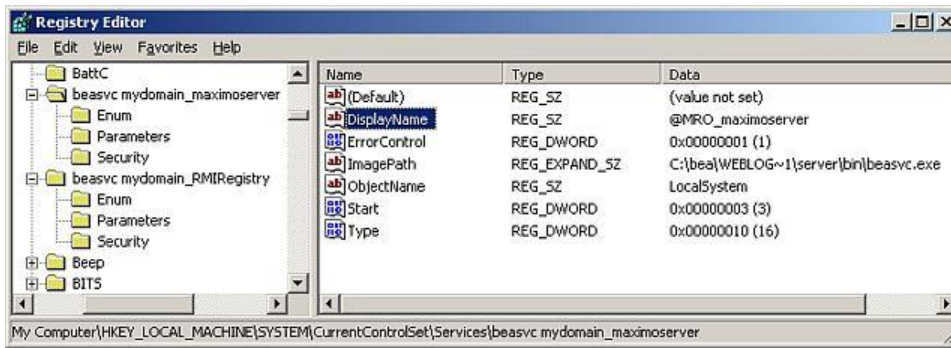 Registry Editor
File Edit View Favorites Help
BattC
beasvc mydomain_maximoserver
Enum
Parameters
Security
beasvc mydomain_RMIRegistry
Enum
Parameters
Security
Beep
BITS
Name Type Data
(Default) REG_SZ (value not set)
DisplayName REG_SZ @MRO_maximoserver
ErrorControl REG_DWORD 0x00000001 (1)
ImagePath REG_EXPAND_SZ C:\bea\WEBLOG~1\server\bin\beasvc.exe
ObjectName REG_SZ LocalSystem
Start REG_DWORD 0x00000003 (3)
Type REG_DWORD 0x00000010 (16)
My Computer\HKEY_LOCAL_MACHINE\SYSTEM\CurrentControlSet\Services\beasvc mydomain_maximoserver